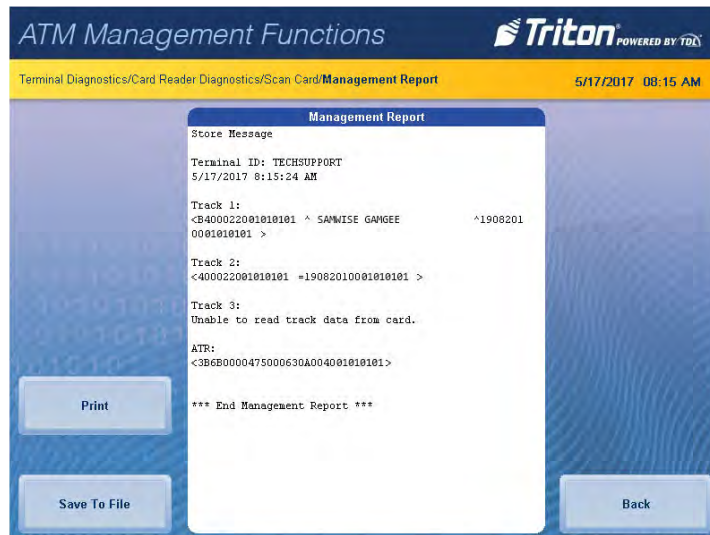 ATM Management Functions
Triton POWERED BY TDL
Terminal Diagnostics/Card Reader Diagnostics/Scan Card/Management Report
5/17/2017 08:15 AM
Management Report
Store Message
Terminal ID: TECHSUPPORT
5/17/2017 8:15:24 AM
Track 1:
<B400022001010101 ^ SAMWISE GAMGEE ^1908201
0001010101 >
Track 2:
<400022001010101 =19082010001010101 >
Track 3:
Unable to read track data from card.
ATR:
<3B6B0000475000630A004001010101>
*** End Management Report ***
Print
Save To File
Back